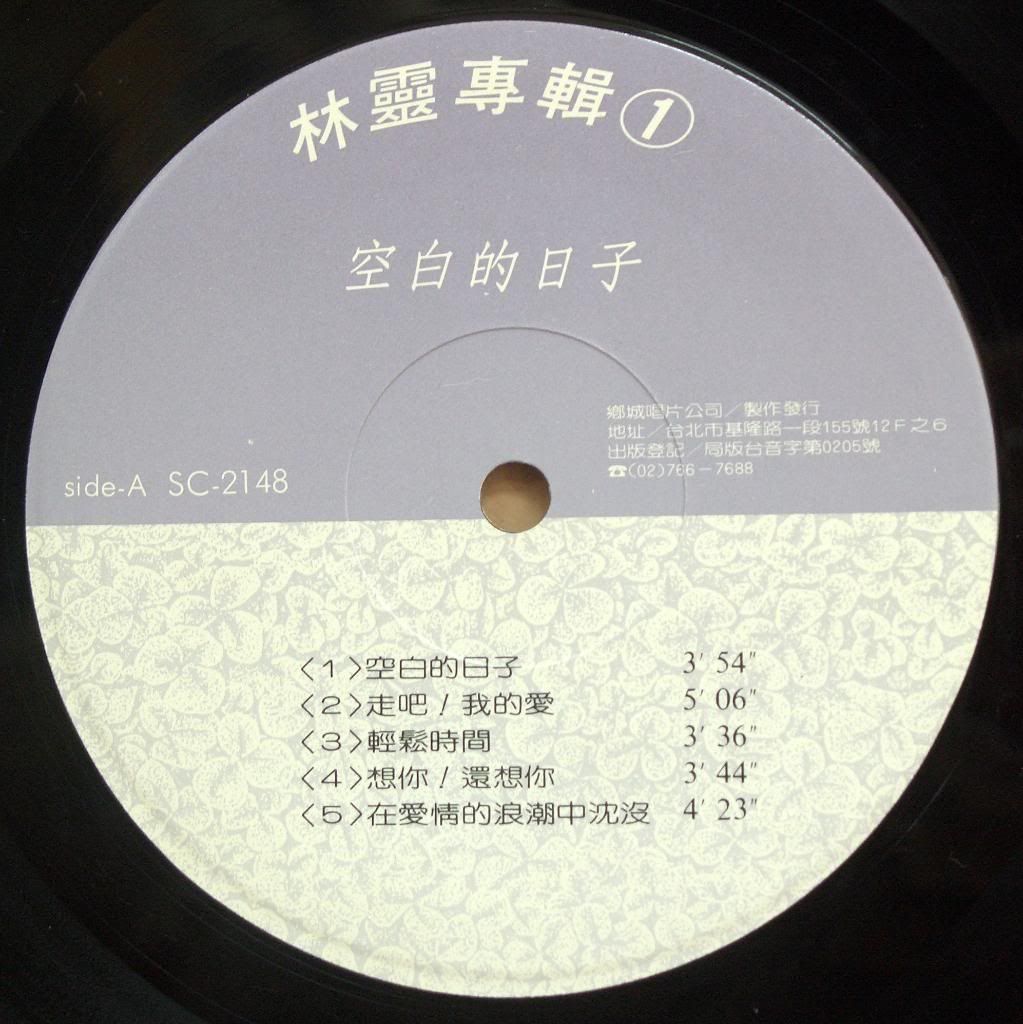 林靈專輯①
空白的日子
鄉城唱片公司／製作發行
地址／台北市基隆路一段155號12F之6
出版登記／局版台音字第0205號
☎(02)766-7688
side-A SC-2148
〈1〉空白的日子 3′ 54″
〈2〉走吧！我的愛 5′ 06″
〈3〉輕鬆時間 3′ 36″
〈4〉想你！還想你 3′ 44″
〈5〉在愛情的浪潮中沈沒 4′ 23″